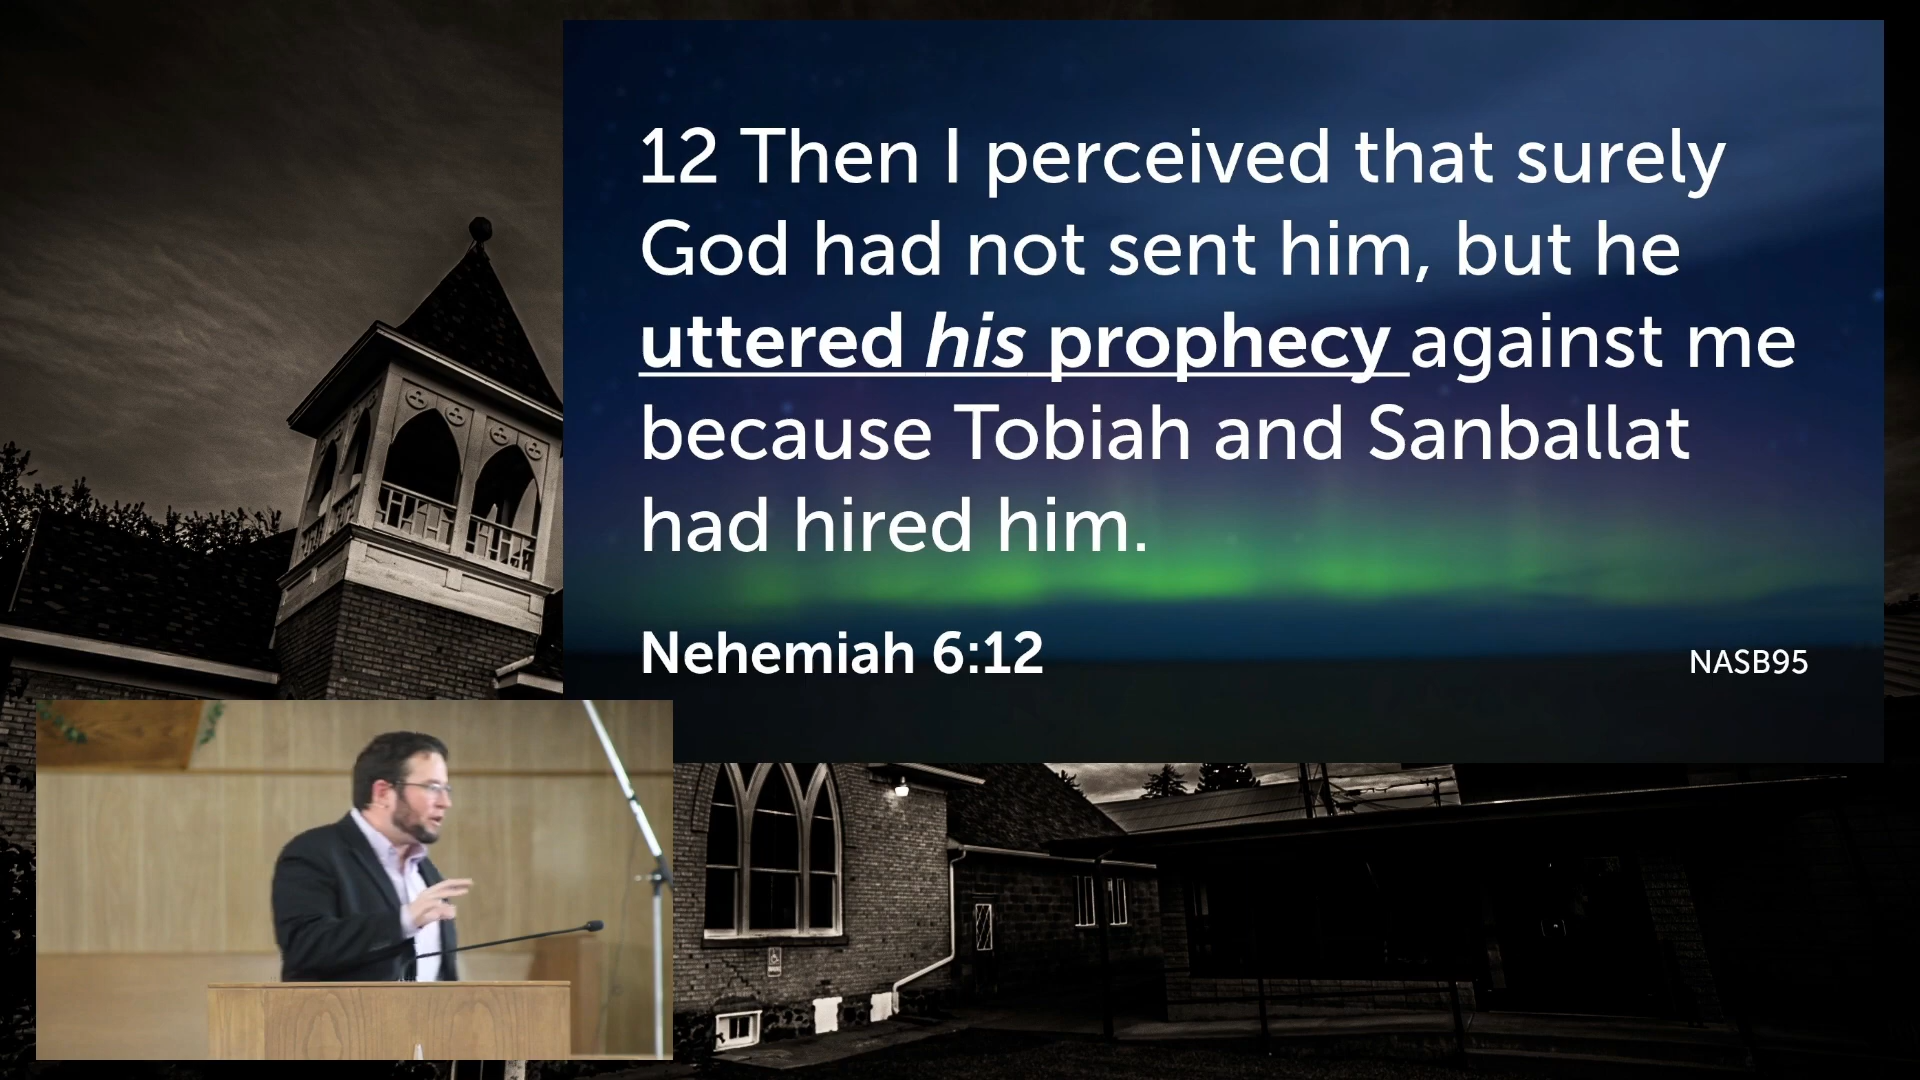 12 Then I perceived that surely
God had not sent him, but he
uttered his prophecy against me
because Tobiah and Sanballat
had hired him.
Nehemiah 6:12
NASB95